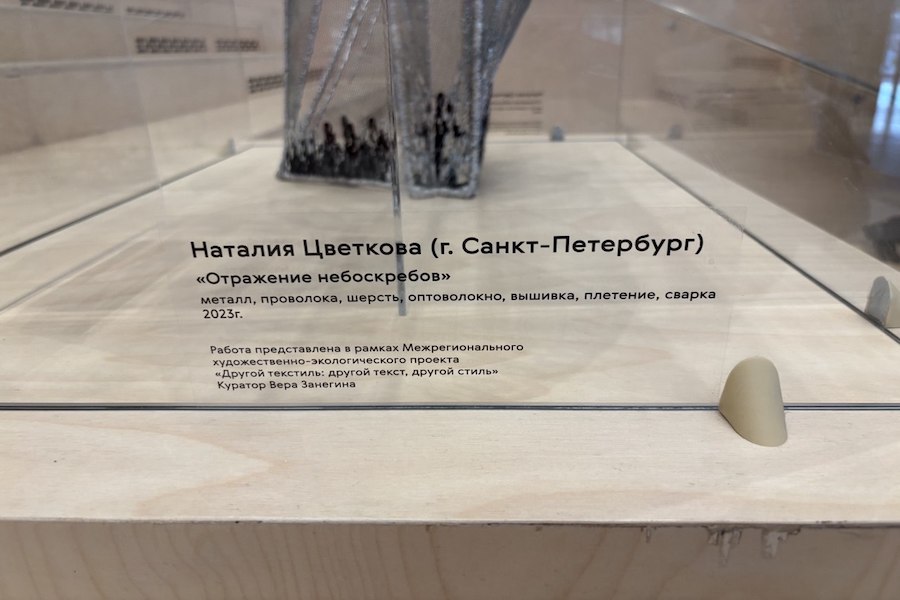 Наталия Цветкова (г. Санкт-Петербург)
«Отражение небоскребов»
металл, проволока, шерсть, оптоволокно, вышивка, плетение, сварка
2023г.
Работа представлена в рамках Межрегионального
художественно-экологического проекта
«Другой текстиль: другой текст, другой стиль»
Куратор Вера Занегина